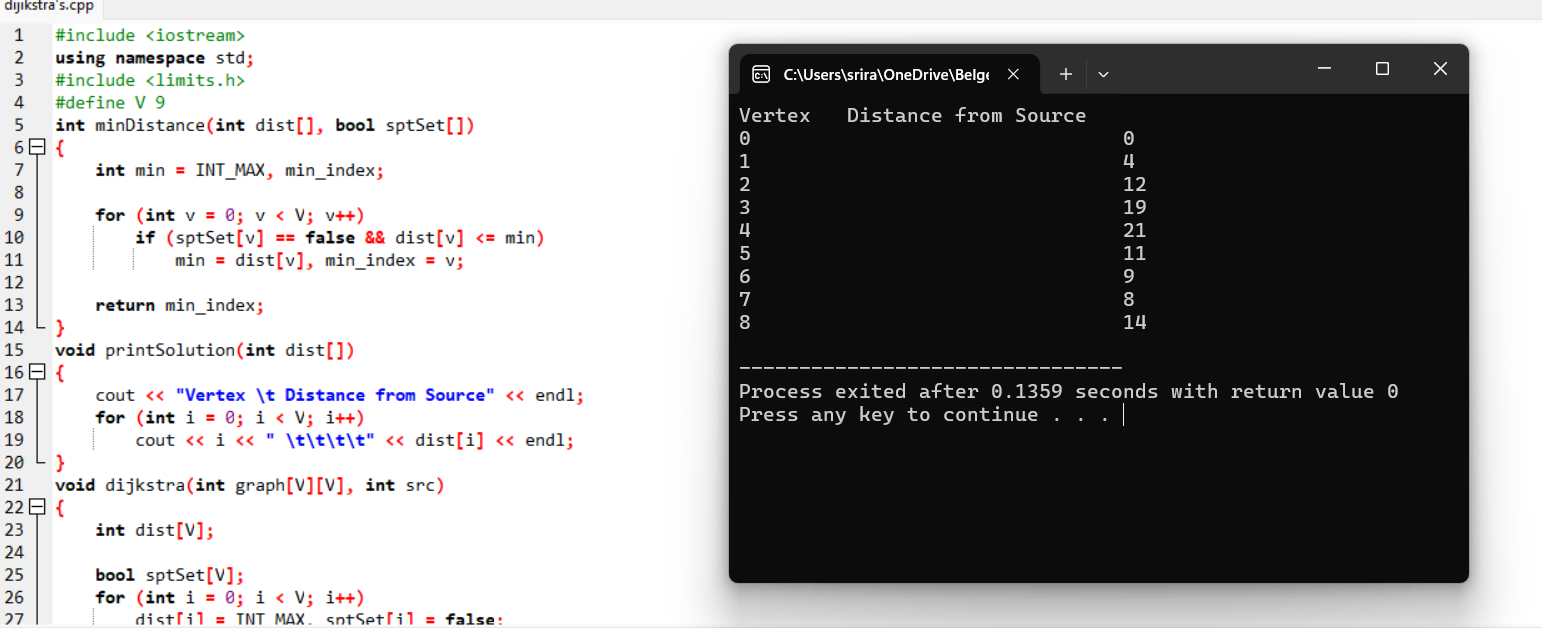 dijikstra's.cpp
1 #include <iostream>
2 using namespace std;
3 #include <limits.h>
4 #define V 9
5 int minDistance(int dist[], bool sptSet[])
6 {
7 int min = INT_MAX, min_index;
8
9 for (int v = 0; v < V; v++)
10 if (sptSet[v] == false && dist[v] <= min)
11 min = dist[v], min_index = v;
12
13 return min_index;
14 }
15 void printSolution(int dist[])
16 {
17 cout << "Vertex \t Distance from Source" << endl;
18 for (int i = 0; i < V; i++)
19 cout << i << " \t\t\t\t" << dist[i] << endl;
20 }
21 void dijkstra(int graph[V][V], int src)
22 {
23 int dist[V];
24
25 bool sptSet[V];
26 for (int i = 0; i < V; i++)
27 dist[i] = INT_MAX, sptSet[i] = false;
C:\Users\srira\OneDrive\Belge
Vertex Distance from Source
0 0
1 4
2 12
3 19
4 21
5 11
6 9
7 8
8 14
--------------------------------
Process exited after 0.1359 seconds with return value 0
Press any key to continue . . .